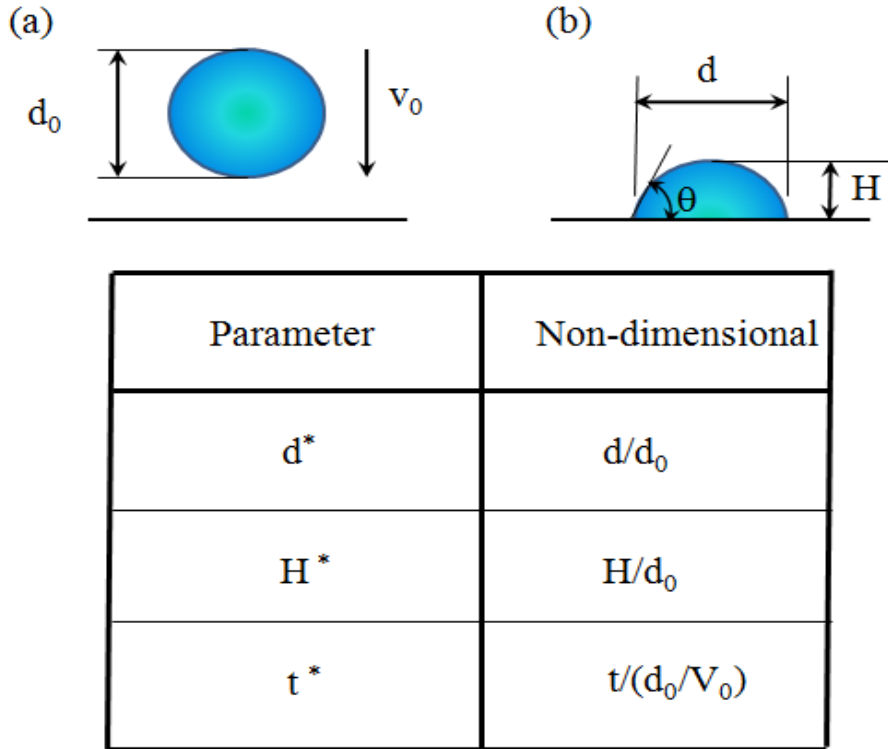 (a)
(b)
d₀
v₀
d
H
θ
Parameter Non-dimensional
d* d/d₀
H* H/d₀
t* t/(d₀/V₀)